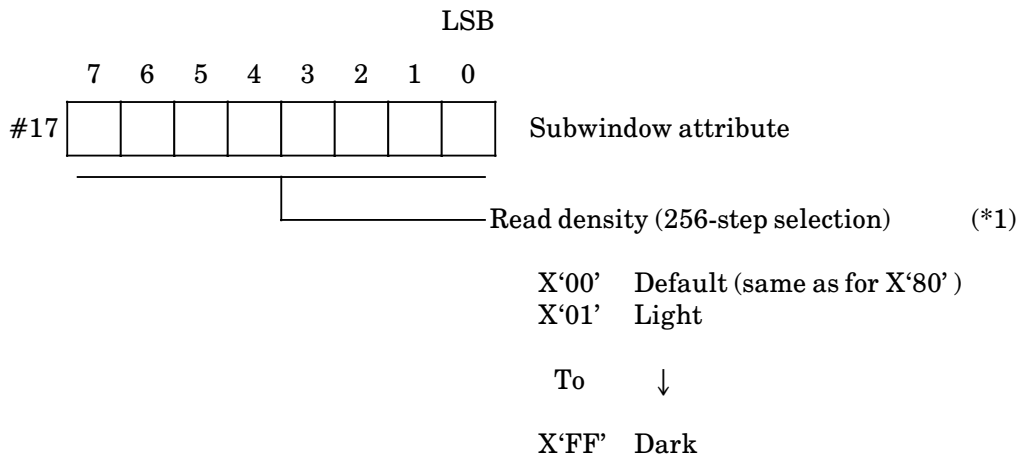 LSB
7 6 5 4 3 2 1 0
#17 Subwindow attribute
Read density (256-step selection) (*1)
X‘00’ Default (same as for X‘80’ )
X‘01’ Light
To ↓
X‘FF’ Dark